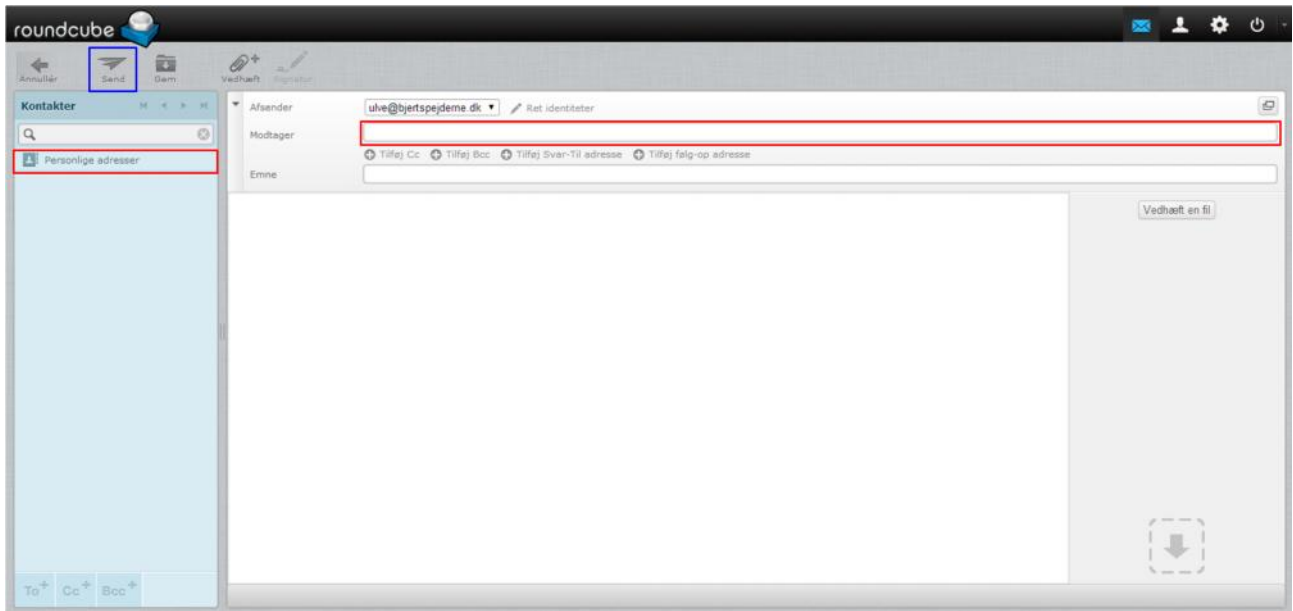 roundcube
Annullér Send Gem Vedhæft Signatur
Kontakter
Personlige adresser
Afsender ulve@bjertspejderne.dk Ret identiteter
Modtager
Tilføj Cc Tilføj Bcc Tilføj Svar-Til adresse Tilføj følg-op adresse
Emne
Vedhæft en fil
To+ Cc+ Bcc+